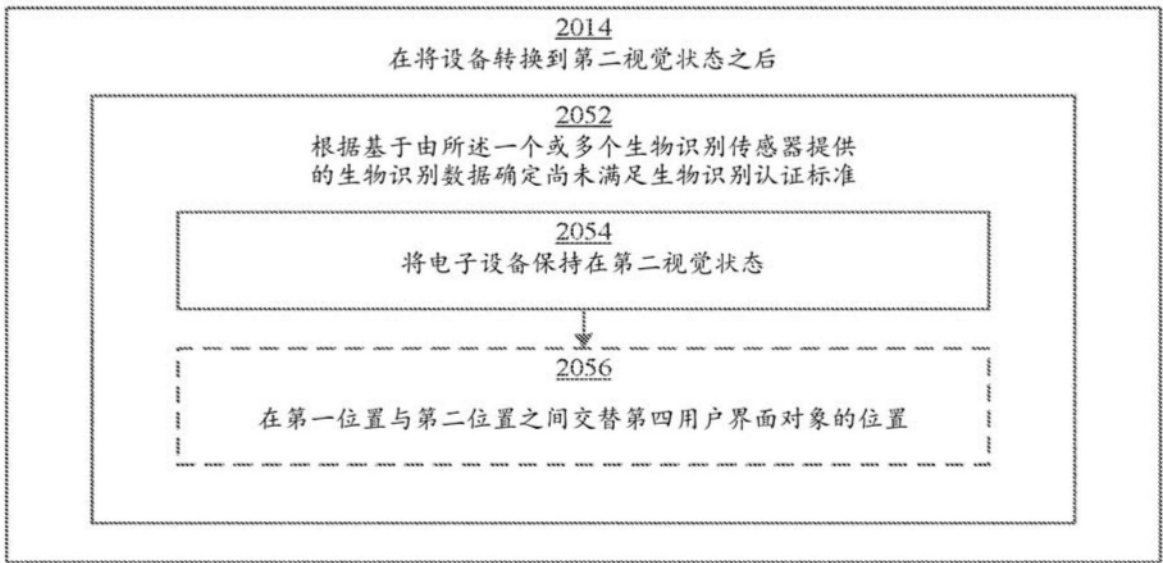 2014
在将设备转换到第二视觉状态之后
2052
根据基于由所述一个或多个生物识别传感器提供
的生物识别数据确定尚未满足生物识别认证标准
2054
将电子设备保持在第二视觉状态
2056
在第一位置与第二位置之间交替第四用户界面对象的位置